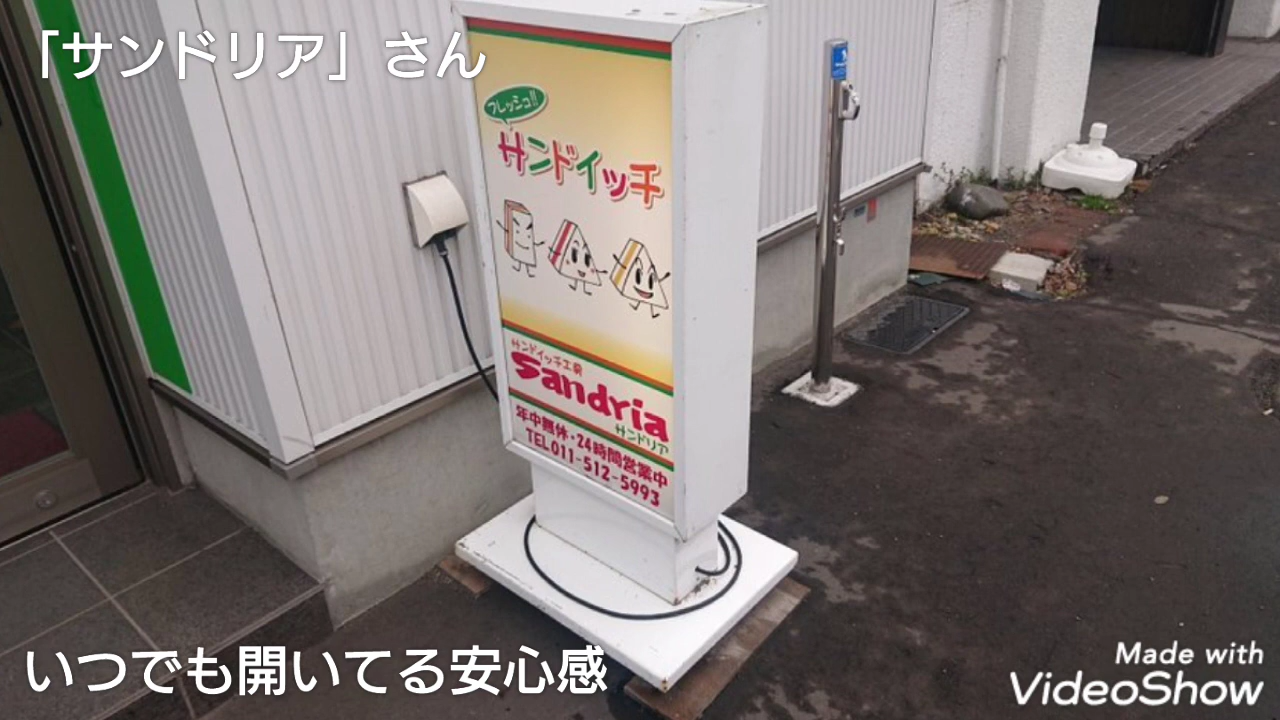 「サンドリア」さん
フレッシュ!!
サンドイッチ
サンドイッチ工房
Sandria
サンドリア
年中無休・24時間営業中
TEL011-512-5993
いつでも開いてる安心感
Made with
VideoShow